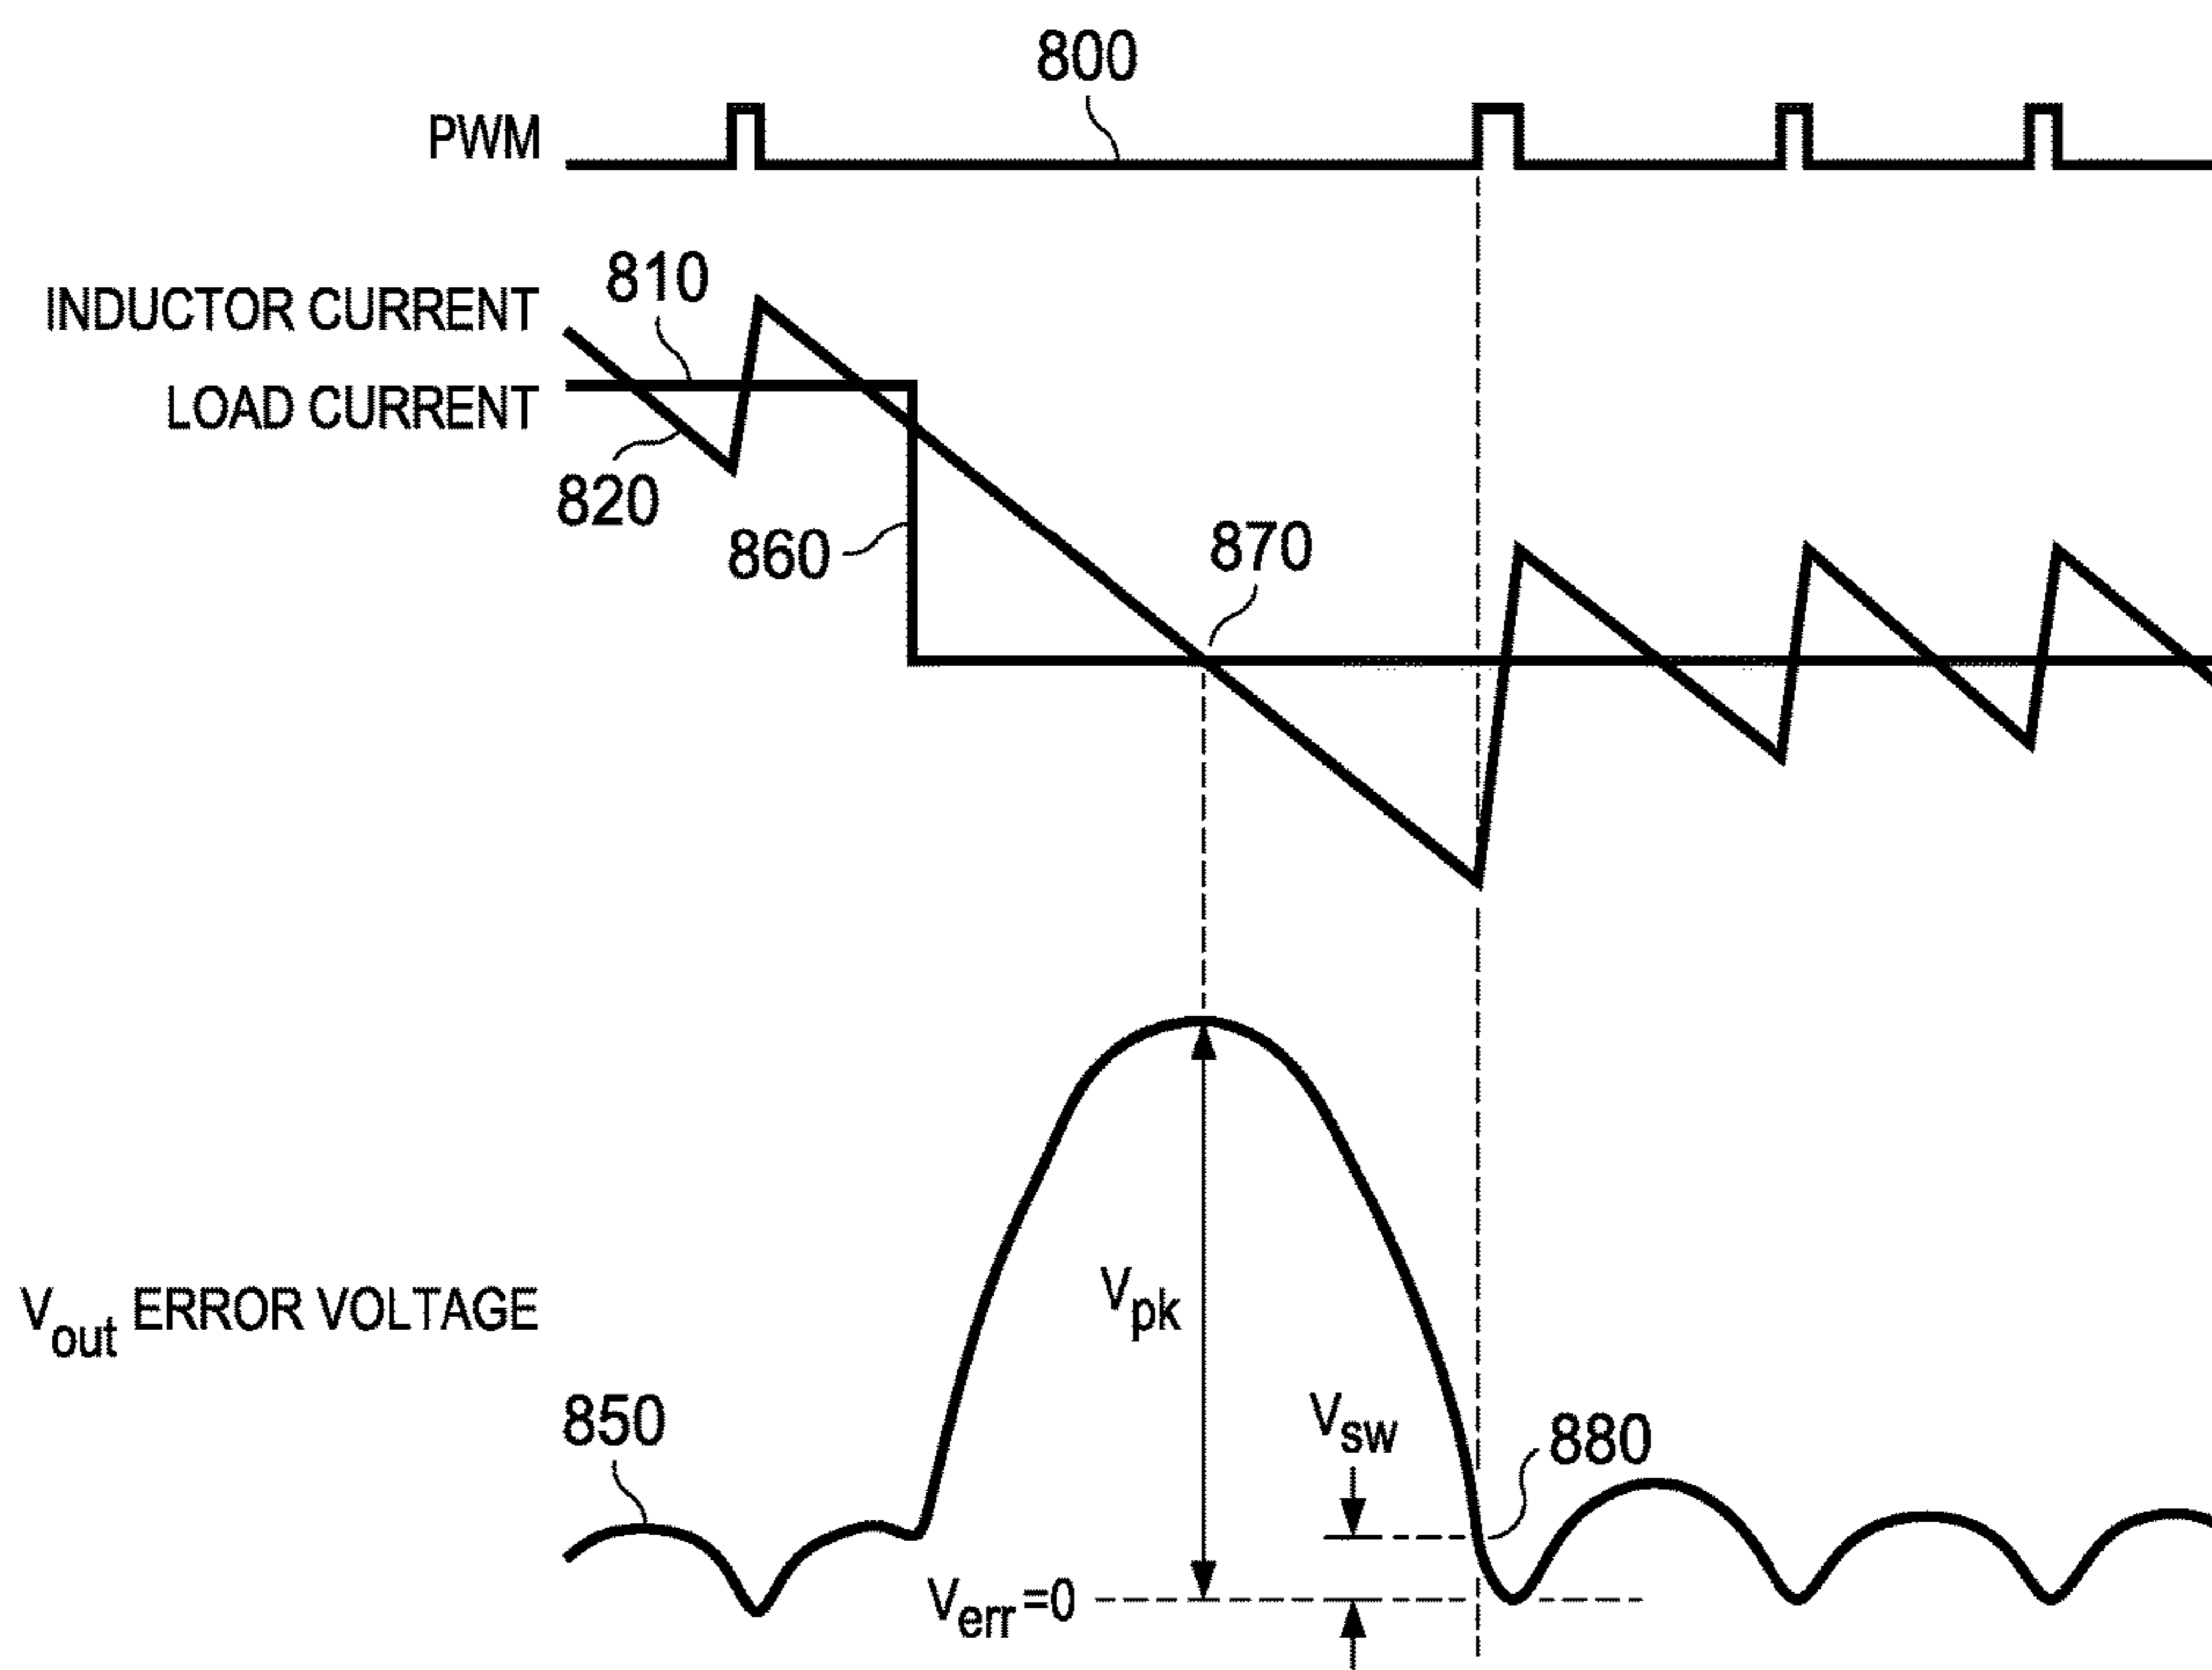 800
PWM
810
INDUCTOR CURRENT
LOAD CURRENT
820
860
870
Vpk
Vout ERROR VOLTAGE
850
Vsw
880
Verr=0